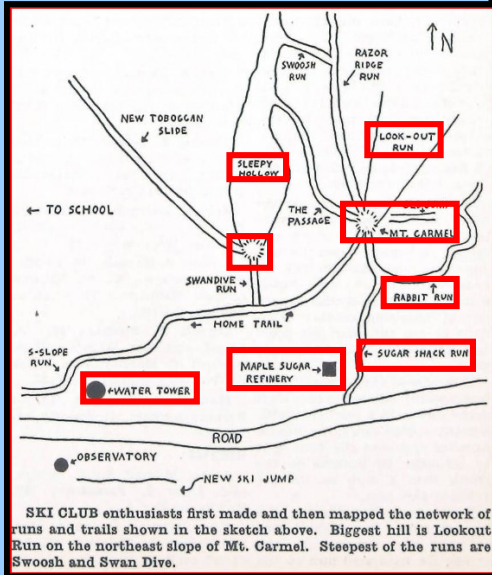 N
SWOOSH
RUN
RAZOR
RIDGE
RUN
NEW TOBOGGAN
SLIDE
LOOK-OUT
RUN
SLEEPY
HOLLOW
← TO SCHOOL
THE
PASSAGE
MT. CARMEL
SWANDIVE
RUN
RABBIT RUN
HOME TRAIL
S-SLOPE
RUN
SUGAR SHACK RUN
MAPLE SUGAR
REFINERY
WATER TOWER
ROAD
OBSERVATORY
NEW SKI JUMP
SKI CLUB enthusiasts first made and then mapped the network of
runs and trails shown in the sketch above. Biggest hill is Lookout
Run on the northeast slope of Mt. Carmel. Steepest of the runs are
Swoosh and Swan Dive.